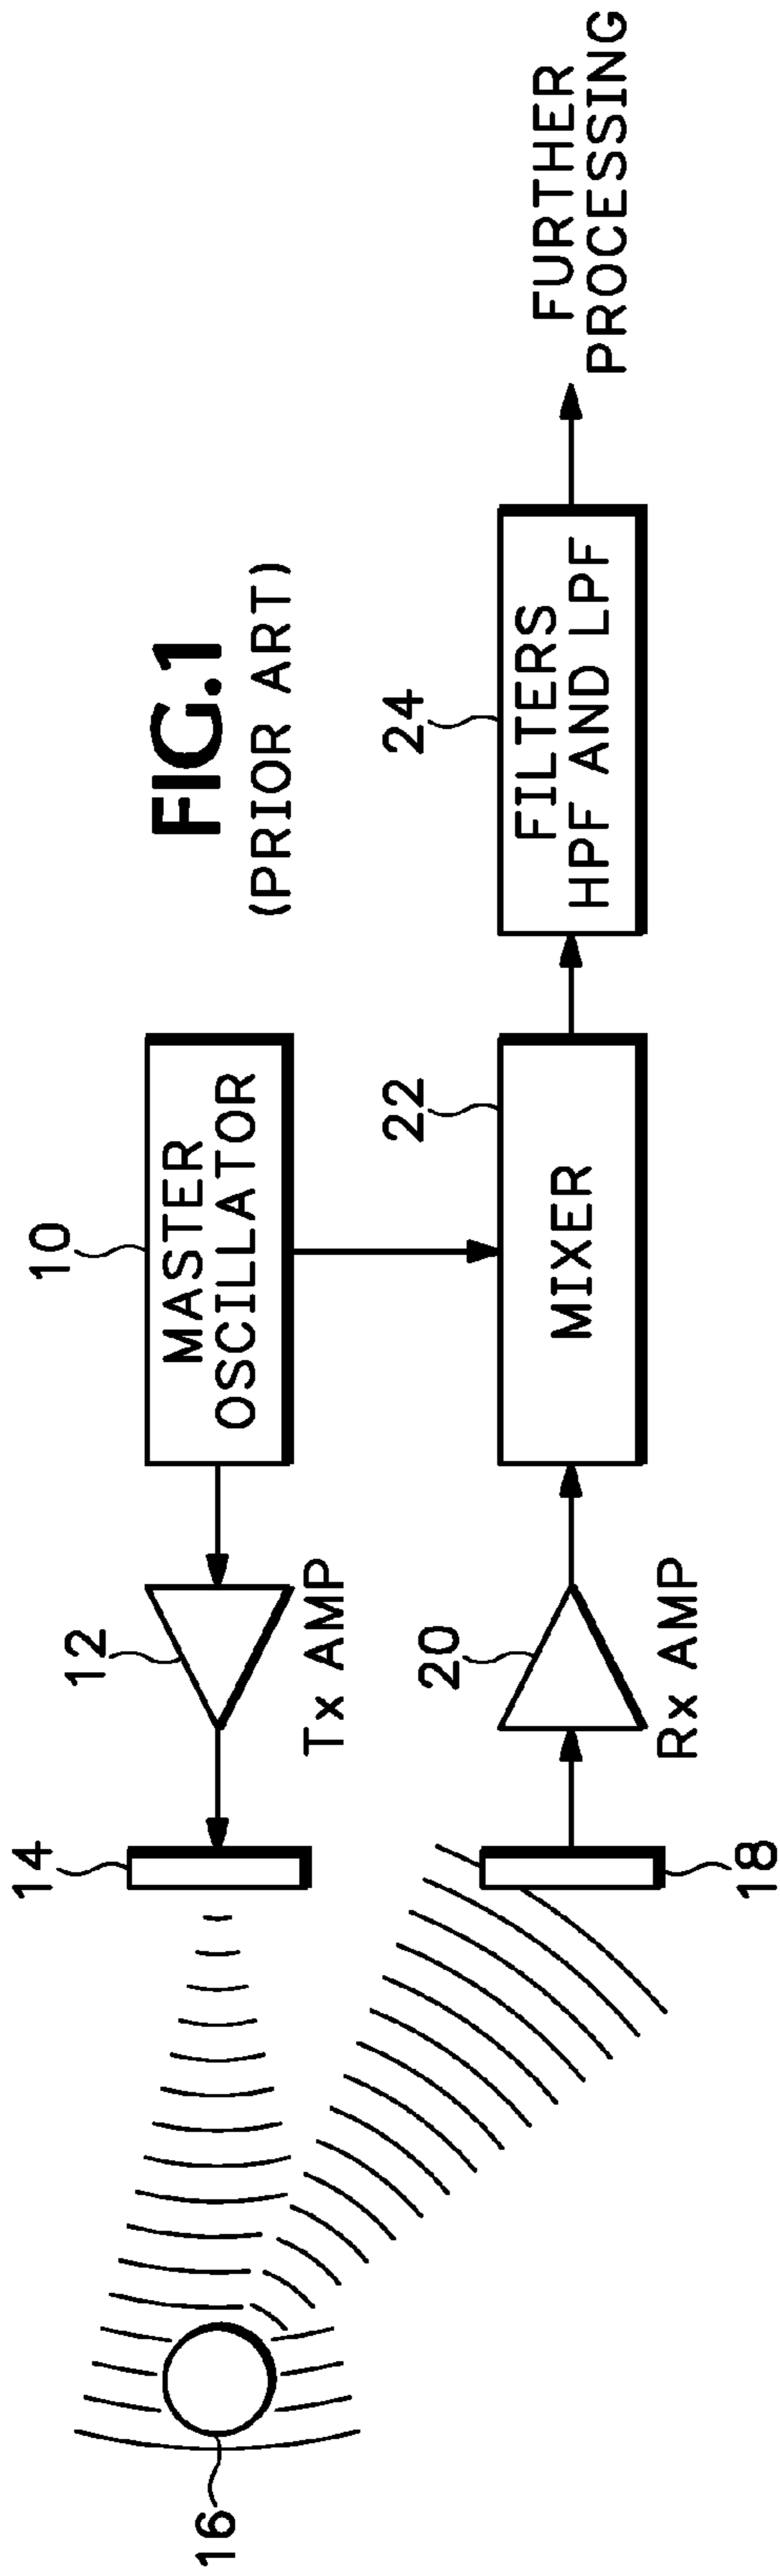 FIG.1
(PRIOR ART)
10
MASTER
OSCILLATOR
12
Tx AMP
14
16
18
20
Rx AMP
22
MIXER
24
FILTERS
HPF AND LPF
FURTHER
PROCESSING